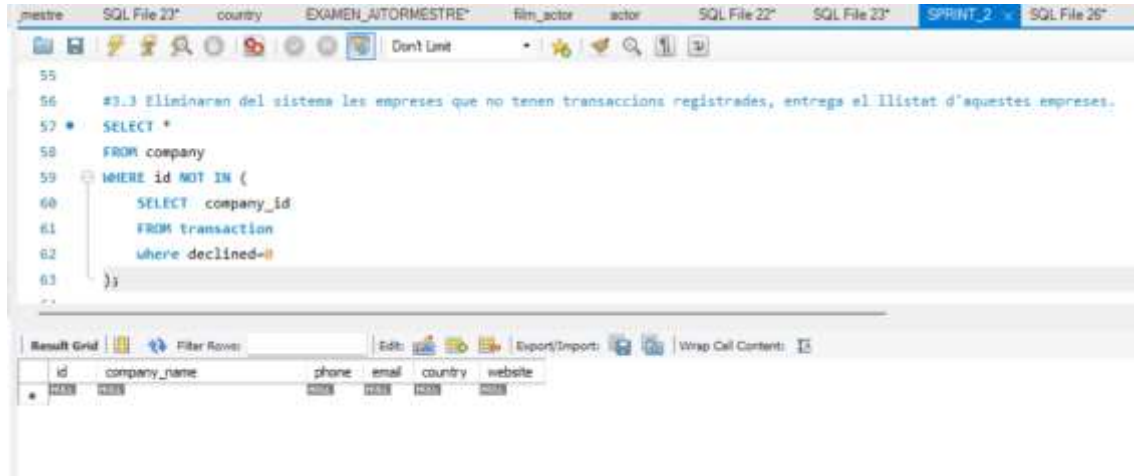 mestre SQL File 23* country EXAMEN_AITORMESTRE* film_actor actor SQL File 22* SQL File 23* SPRINT_2 SQL File 26*
Don't Limit
55
56 #3.3 Eliminaran del sistema les empreses que no tenen transaccions registrades, entrega el llistat d'aquestes empreses.
57 SELECT *
58 FROM company
59 WHERE id NOT IN (
60 SELECT company_id
61 FROM transaction
62 where declined=0
63 );
Result Grid Filter Rows: Edit: Export/Import: Wrap Cell Content:
id company_name phone email country website
NULL NULL NULL NULL NULL NULL